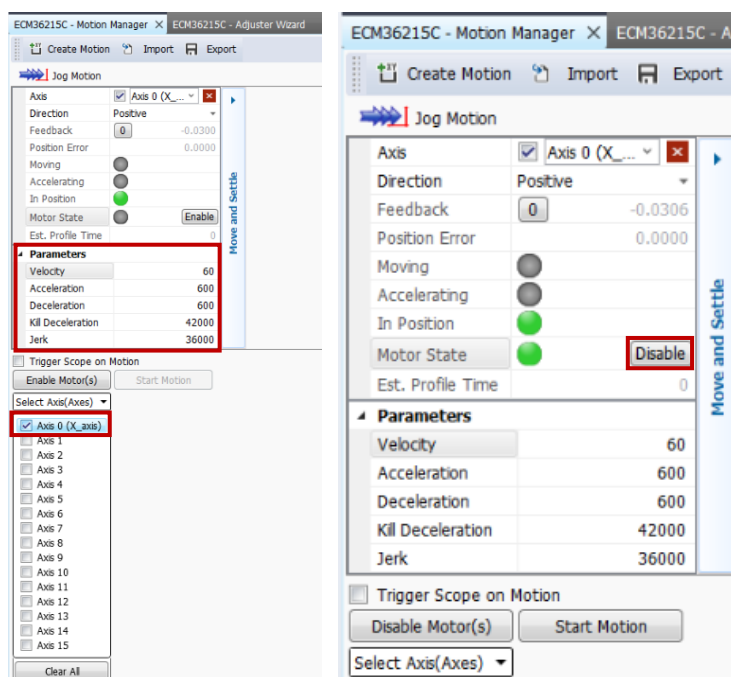 ECM36215C - Motion Manager X ECM36215C - Adjuster Wizard
Create Motion Import Export
Jog Motion
Axis Axis 0 (X_...
Direction Positive
Feedback 0 -0.0300
Position Error 0.0000
Moving
Accelerating
In Position
Motor State Enable
Est. Profile Time 0
Move and Settle
Parameters
Velocity 60
Acceleration 600
Deceleration 600
Kill Deceleration 42000
Jerk 36000
Trigger Scope on Motion
Enable Motor(s) Start Motion
Select Axis(Axes)
Axis 0 (X_axis)
Axis 1
Axis 2
Axis 3
Axis 4
Axis 5
Axis 6
Axis 7
Axis 8
Axis 9
Axis 10
Axis 11
Axis 12
Axis 13
Axis 14
Axis 15
Clear All
ECM36215C - Motion Manager X ECM36215C - A
Create Motion Import Export
Jog Motion
Axis Axis 0 (X_...
Direction Positive
Feedback 0 -0.0306
Position Error 0.0000
Moving
Accelerating
In Position
Motor State Disable
Est. Profile Time 0
Move and Settle
Parameters
Velocity 60
Acceleration 600
Deceleration 600
Kill Deceleration 42000
Jerk 36000
Trigger Scope on Motion
Disable Motor(s) Start Motion
Select Axis(Axes)